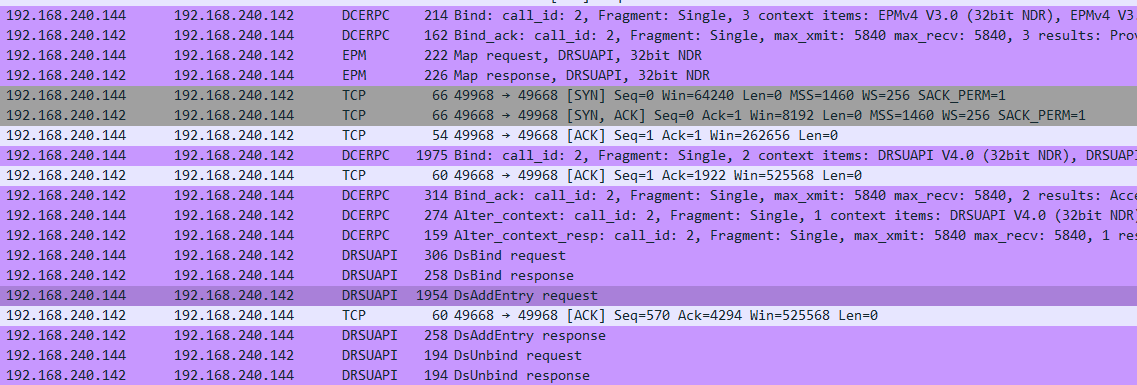 192.168.240.144 192.168.240.142 DCERPC 214 Bind: call_id: 2, Fragment: Single, 3 context items: EPMv4 V3.0 (32bit NDR), EPMv4 V3
192.168.240.142 192.168.240.144 DCERPC 162 Bind_ack: call_id: 2, Fragment: Single, max_xmit: 5840 max_recv: 5840, 3 results: Prov
192.168.240.144 192.168.240.142 EPM 222 Map request, DRSUAPI, 32bit NDR
192.168.240.142 192.168.240.144 EPM 226 Map response, DRSUAPI, 32bit NDR
192.168.240.144 192.168.240.142 TCP 66 49968 → 49668 [SYN] Seq=0 Win=64240 Len=0 MSS=1460 WS=256 SACK_PERM=1
192.168.240.142 192.168.240.144 TCP 66 49668 → 49968 [SYN, ACK] Seq=0 Ack=1 Win=8192 Len=0 MSS=1460 WS=256 SACK_PERM=1
192.168.240.144 192.168.240.142 TCP 54 49968 → 49668 [ACK] Seq=1 Ack=1 Win=262656 Len=0
192.168.240.144 192.168.240.142 DCERPC 1975 Bind: call_id: 2, Fragment: Single, 2 context items: DRSUAPI V4.0 (32bit NDR), DRSUAPI
192.168.240.142 192.168.240.144 TCP 60 49668 → 49968 [ACK] Seq=1 Ack=1922 Win=525568 Len=0
192.168.240.142 192.168.240.144 DCERPC 314 Bind_ack: call_id: 2, Fragment: Single, max_xmit: 5840 max_recv: 5840, 2 results: Acce
192.168.240.144 192.168.240.142 DCERPC 274 Alter_context: call_id: 2, Fragment: Single, 1 context items: DRSUAPI V4.0 (32bit NDR)
192.168.240.142 192.168.240.144 DCERPC 159 Alter_context_resp: call_id: 2, Fragment: Single, max_xmit: 5840 max_recv: 5840, 1 res
192.168.240.144 192.168.240.142 DRSUAPI 306 DsBind request
192.168.240.142 192.168.240.144 DRSUAPI 258 DsBind response
192.168.240.144 192.168.240.142 DRSUAPI 1954 DsAddEntry request
192.168.240.142 192.168.240.144 TCP 60 49668 → 49968 [ACK] Seq=570 Ack=4294 Win=525568 Len=0
192.168.240.142 192.168.240.144 DRSUAPI 258 DsAddEntry response
192.168.240.144 192.168.240.142 DRSUAPI 194 DsUnbind request
192.168.240.142 192.168.240.144 DRSUAPI 194 DsUnbind response